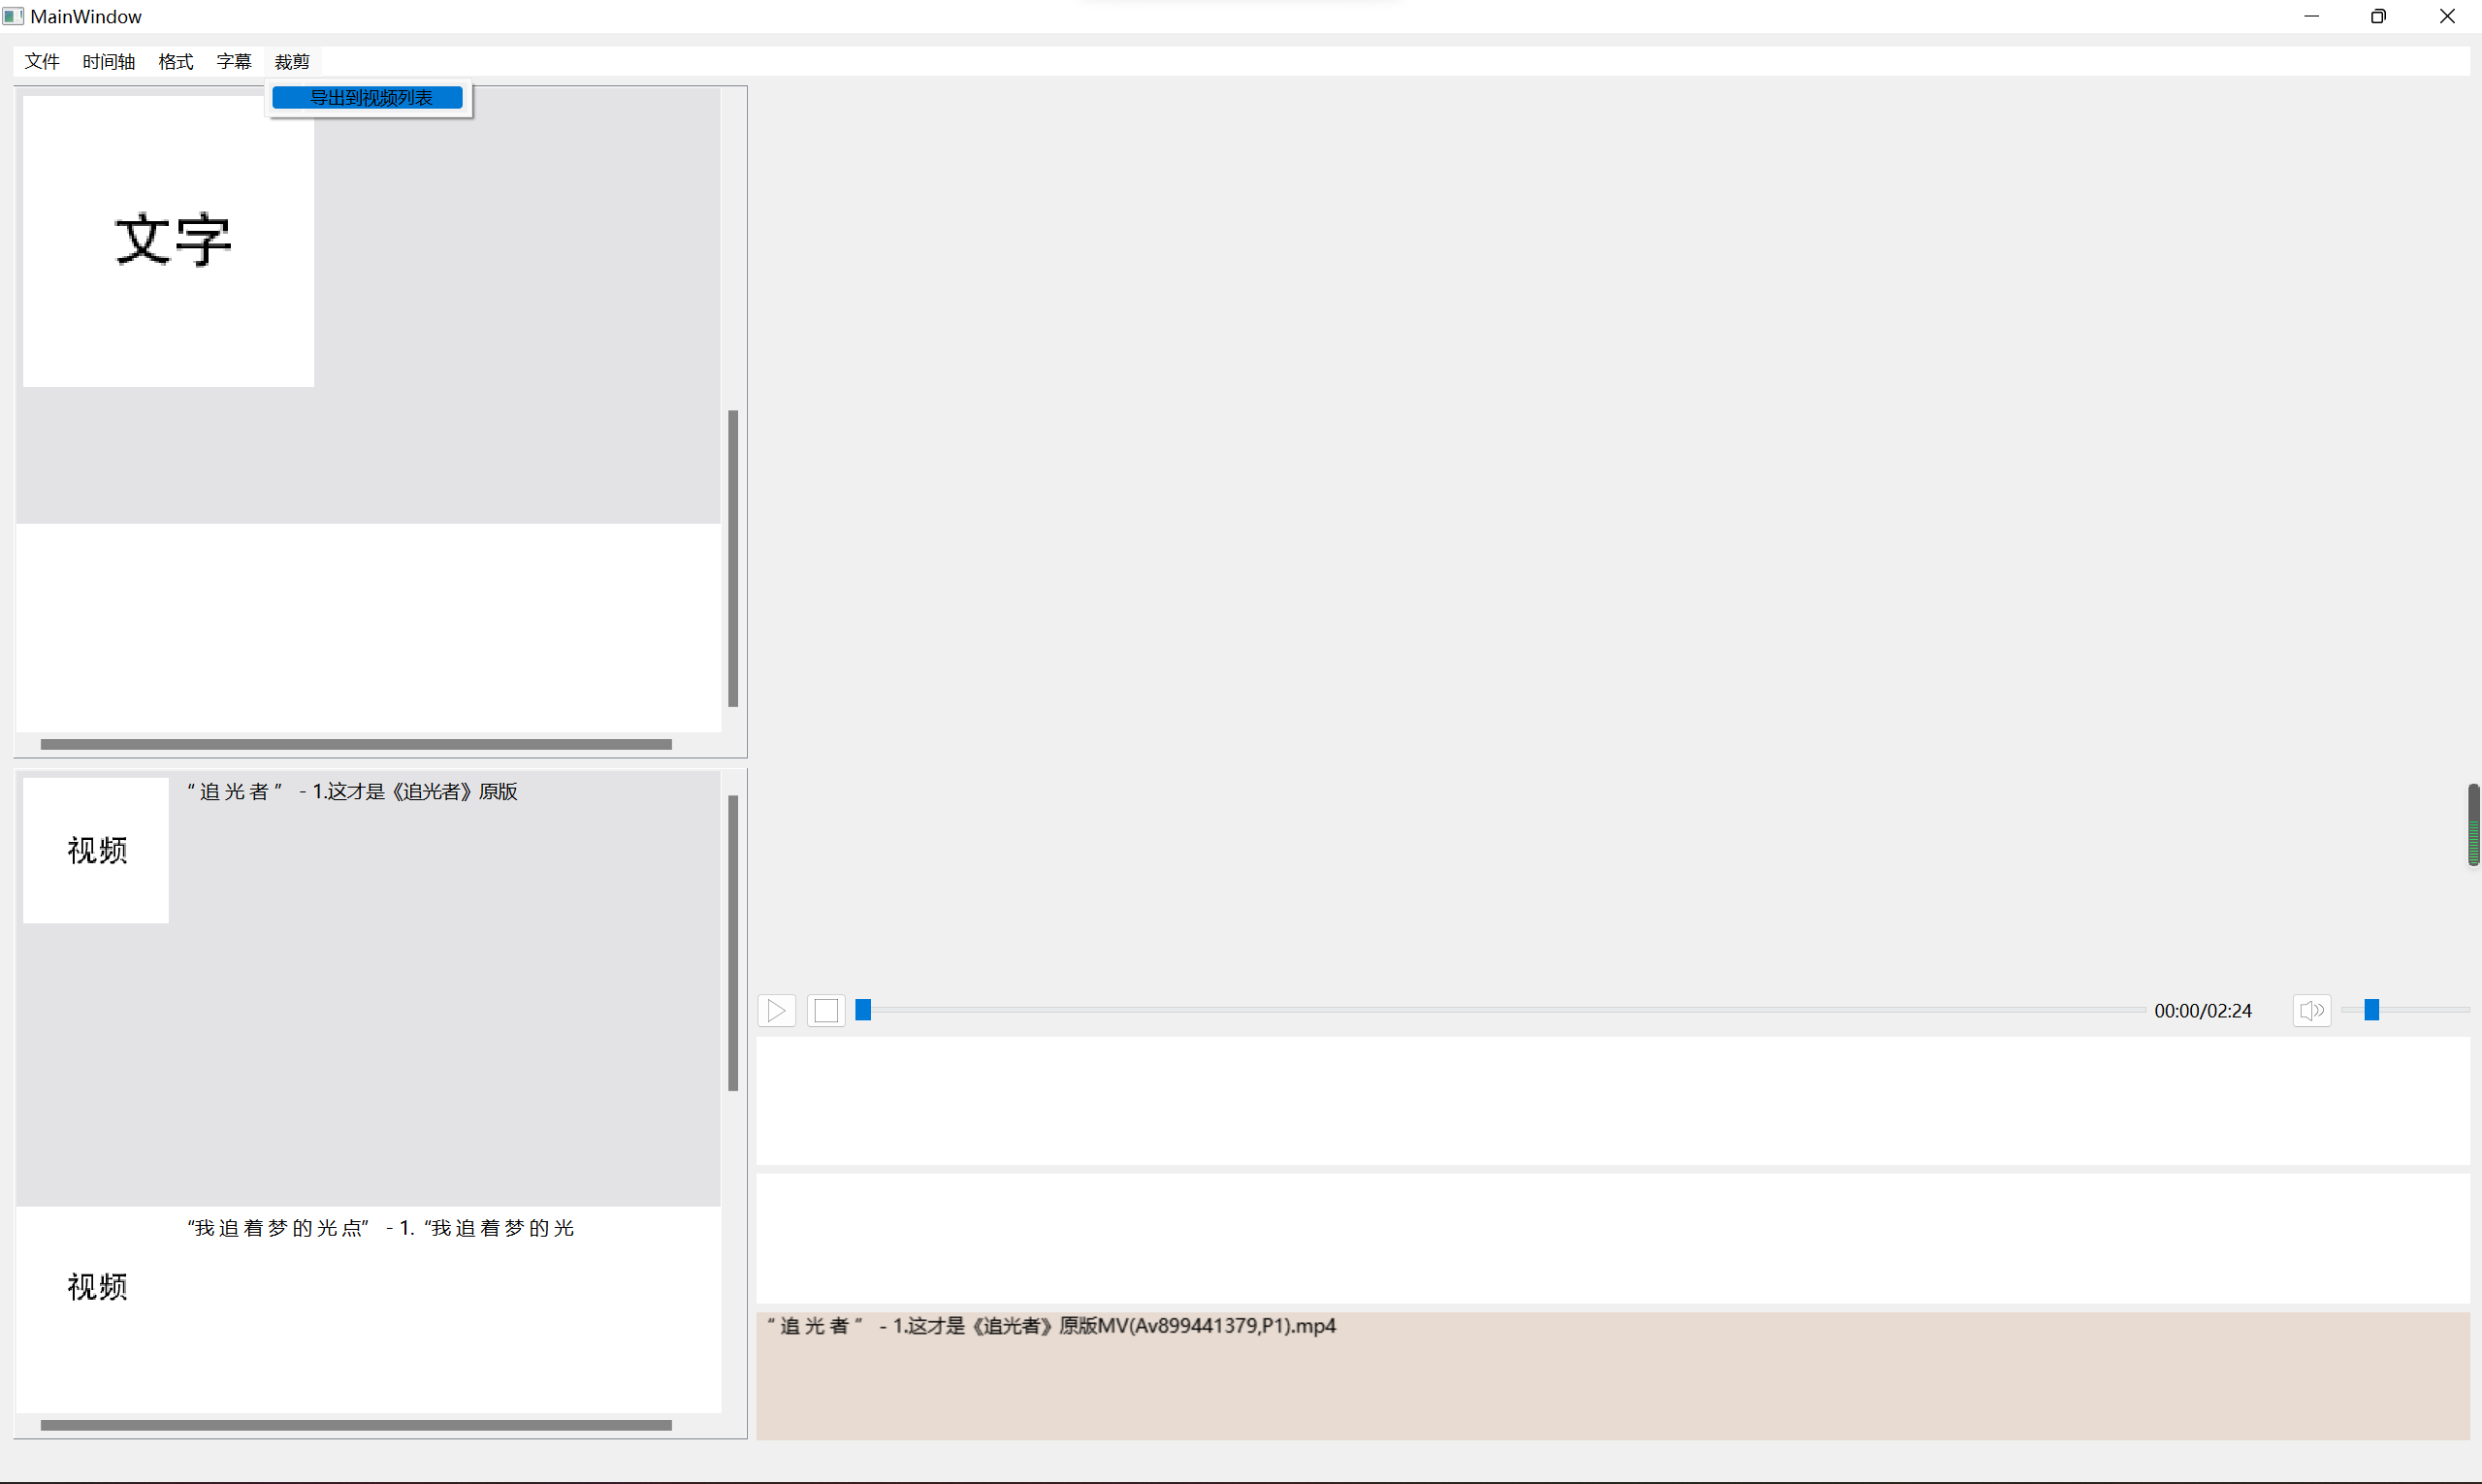 MainWindow
文件 时间轴 格式 字幕 裁剪
导出到视频列表
文字
“ 追 光 者 ” - 1.这才是《追光者》原版
视频
“我 追 着 梦 的 光 点” - 1. “我 追 着 梦 的 光
视频
00:00/02:24
“ 追 光 者 ” - 1.这才是《追光者》原版MV(Av899441379,P1).mp4